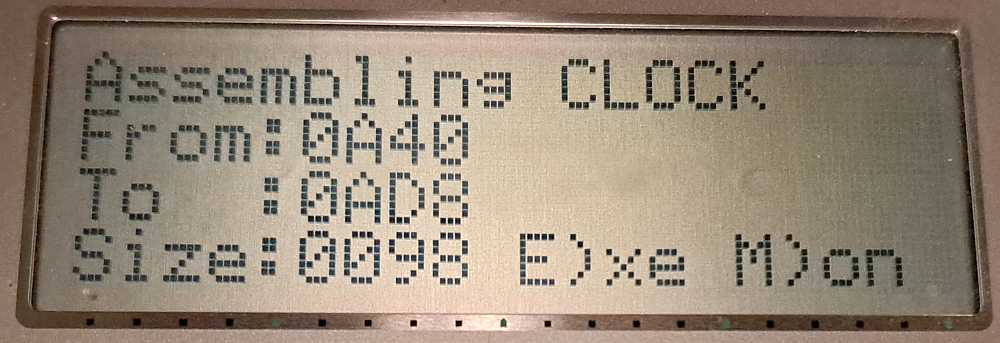 Assembling CLOCK
From:0A40
To  :0AD8
Size:0098 E)xe M)on